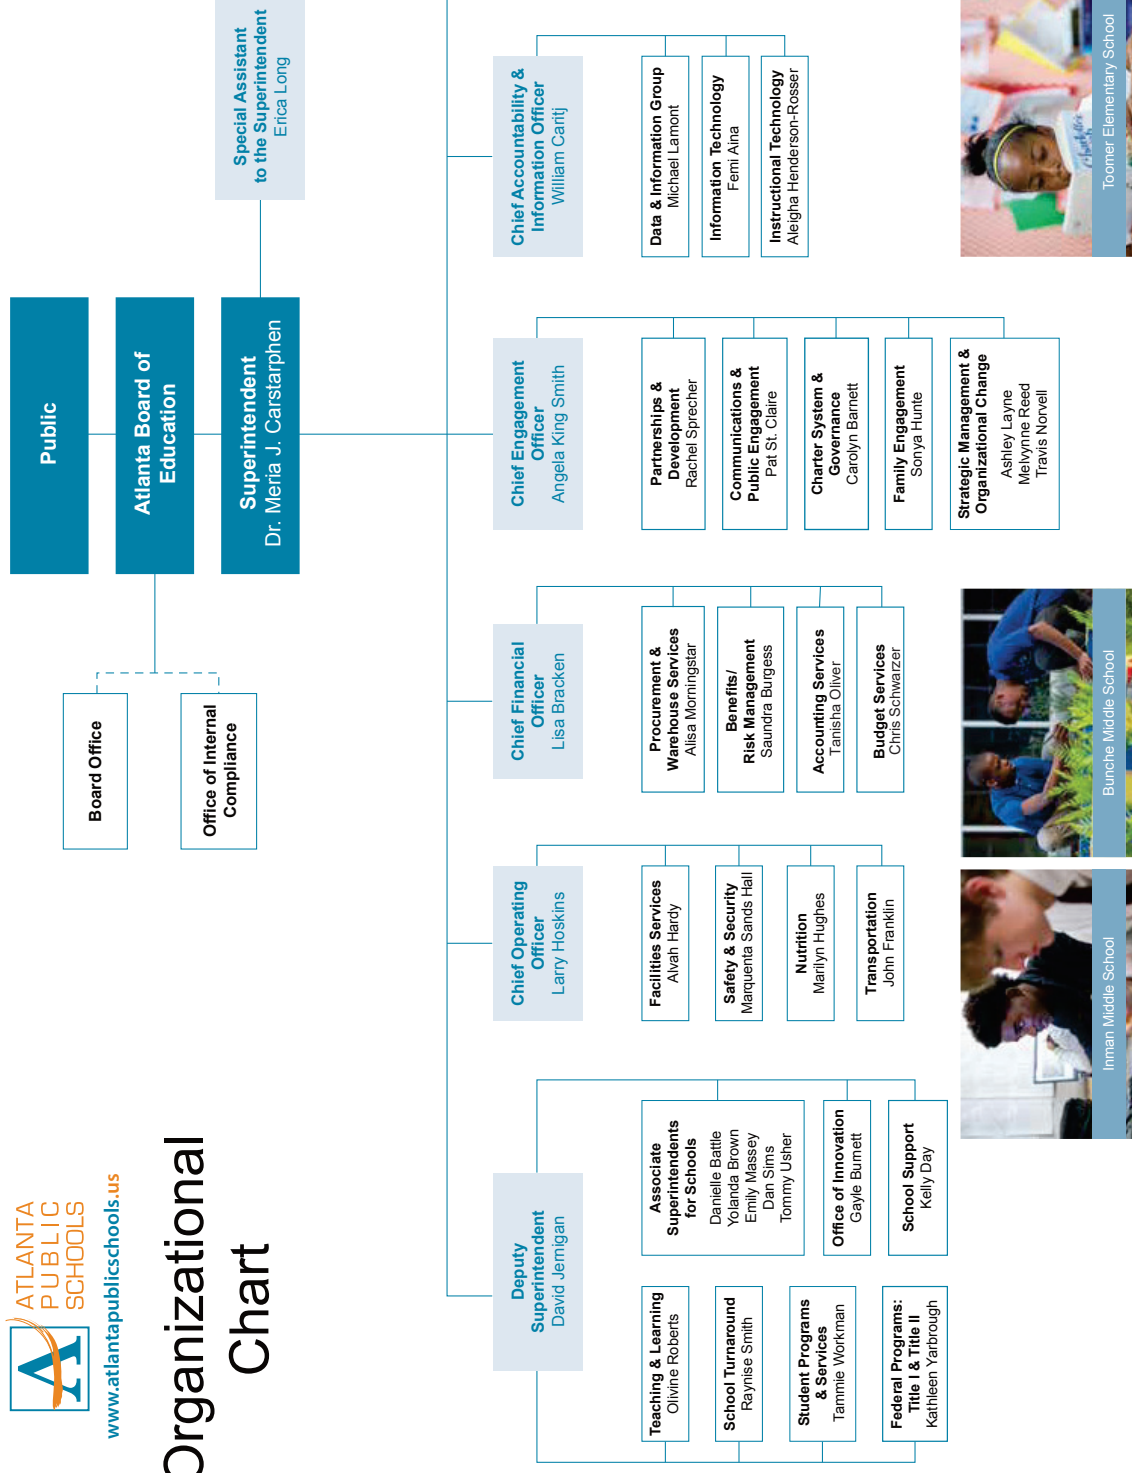 ATLANTA
PUBLIC
SCHOOLS
www.atlantapublicschools.us
Organizational
Chart
Public
Atlanta Board of
Education
Superintendent
Dr. Meria J. Carstarphen
Special Assistant
to the Superintendent
Erica Long
Board Office
Office of Internal
Compliance
Deputy
Superintendent
David Jernigan
Teaching & Learning
Olivine Roberts
School Turnaround
Raynise Smith
Student Programs
& Services
Tammie Workman
Federal Programs:
Title I & Title II
Kathleen Yarbrough
Associate
Superintendents
for Schools
Danielle Battle
Yolanda Brown
Emily Massey
Dan Sims
Tommy Usher
Office of Innovation
Gayle Burnett
School Support
Kelly Day
Chief Operating
Officer
Larry Hoskins
Facilities Services
Alvah Hardy
Safety & Security
Marquenta Sands Hall
Nutrition
Marilyn Hughes
Transportation
John Franklin
Chief Financial
Officer
Lisa Bracken
Procurement &
Warehouse Services
Alisa Morningstar
Benefits/
Risk Management
Saundra Burgess
Accounting Services
Tanisha Oliver
Budget Services
Chris Schwarzer
Chief Engagement
Officer
Angela King Smith
Partnerships &
Development
Rachel Sprecher
Communications &
Public Engagement
Pat St. Claire
Charter System &
Governance
Carolyn Barnett
Family Engagement
Sonya Hunte
Strategic Management &
Organizational Change
Ashley Layne
Melvynne Reed
Travis Norvell
Chief Accountability &
Information Officer
William Caritj
Data & Information Group
Michael Lamont
Information Technology
Femi Aina
Instructional Technology
Aleigha Henderson-Rosser
Inman Middle School
Bunche Middle School
Toomer Elementary School